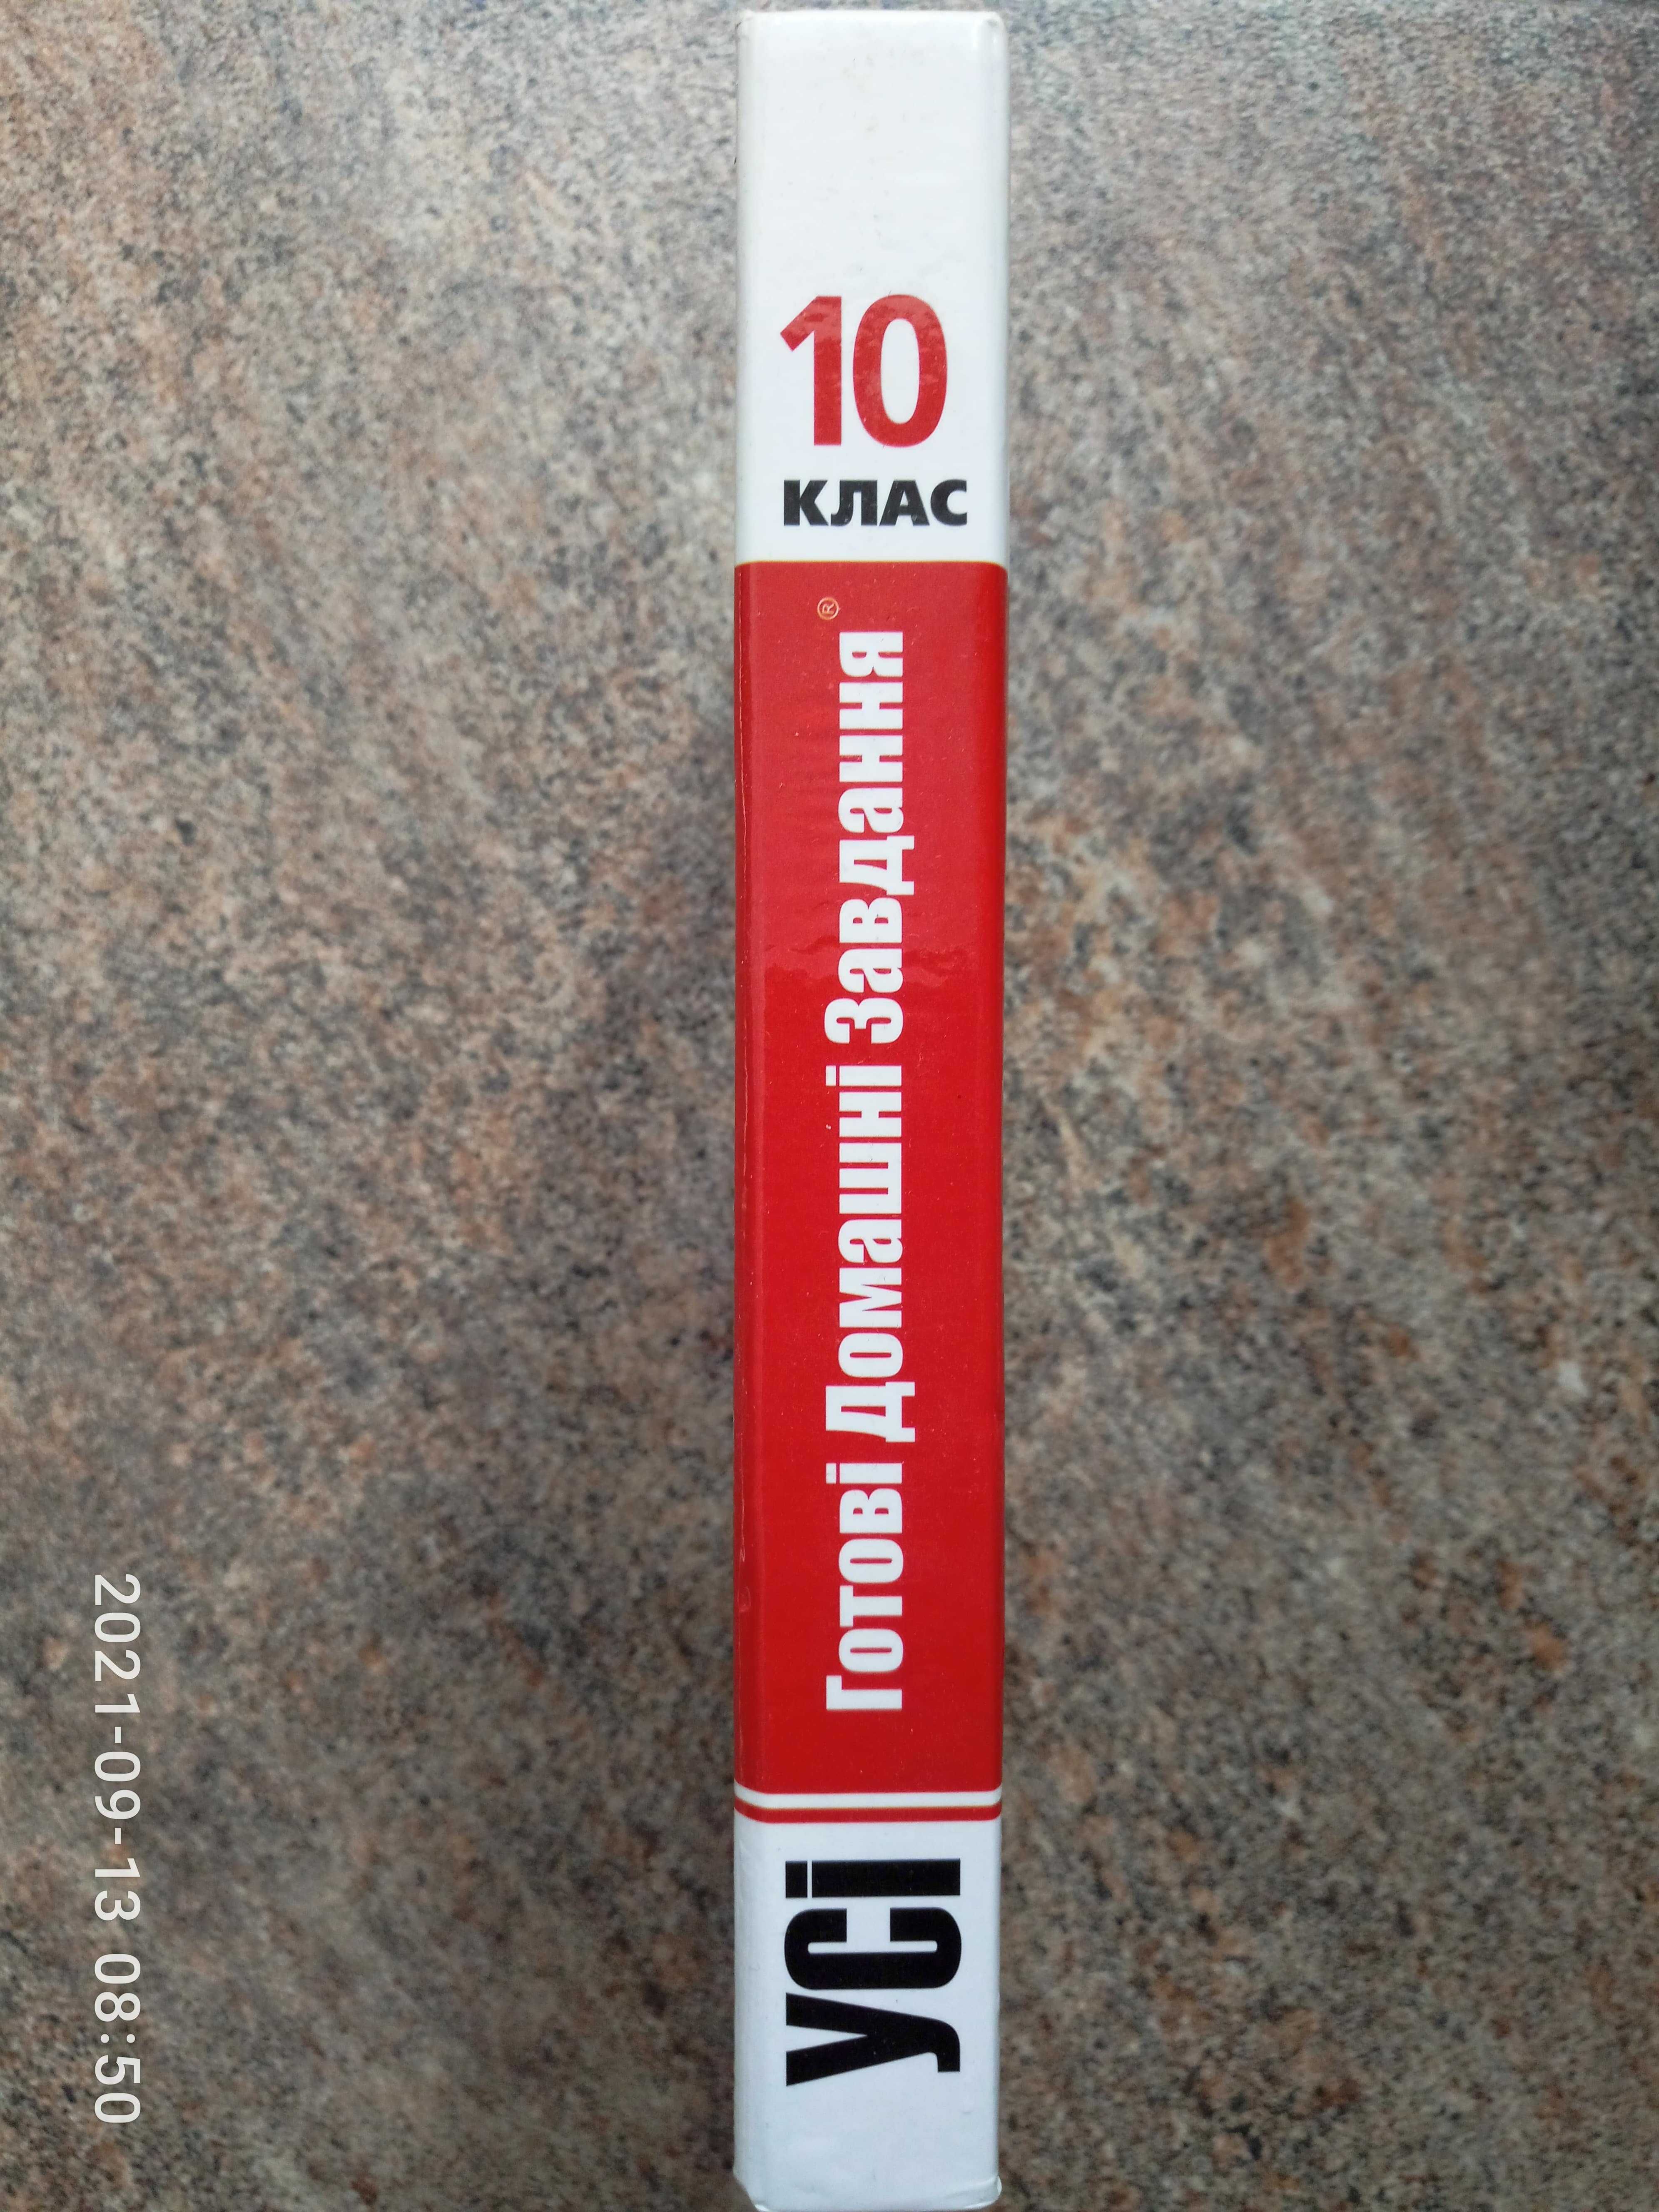 10
КЛАС
Готові Домашні Завдання ®
УСІ
2021-09-13 08:50